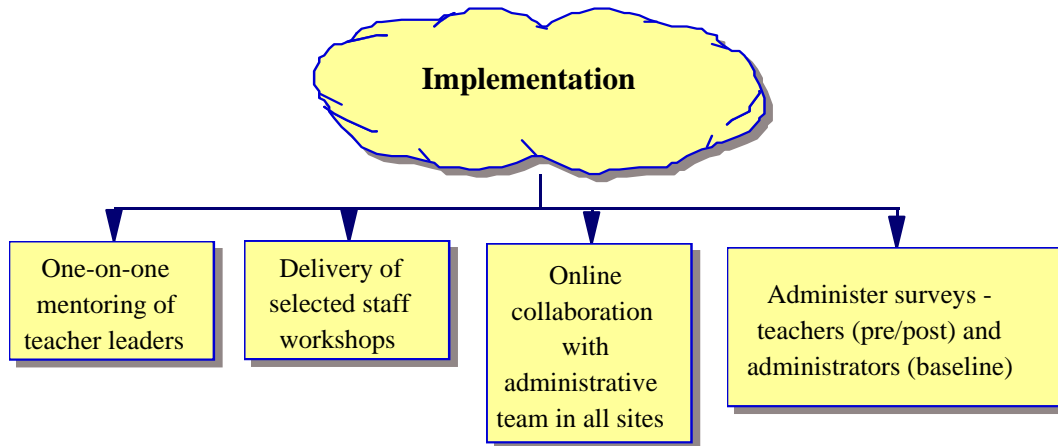 Implementation
One-on-one
mentoring of
teacher leaders
Delivery of
selected staff
workshops
Online
collaboration
with
administrative
team in all sites
Administer surveys -
teachers (pre/post) and
administrators (baseline)